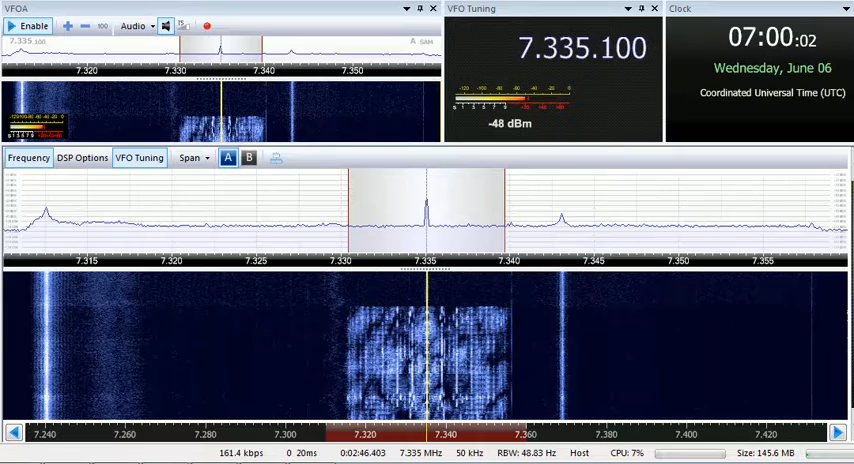 VFOA
VFO Tuning
Clock
Enable 100 Audio
7.335.100 A SAM
7.320 7.330 7.340 7.350
7.335.100
-48 dBm
07:00:02
Wednesday, June 06
Coordinated Universal Time (UTC)
Frequency DSP Options VFO Tuning Span A B
7.315 7.320 7.325 7.330 7.335 7.340 7.345 7.350 7.355
7.240 7.260 7.280 7.300 7.320 7.340 7.360 7.380 7.400 7.420
161.4 kbps 0 20ms 0:02:46.403 7.335 MHz 50 kHz RBW: 48.83 Hz Host CPU: 7% Size: 145.6 MB